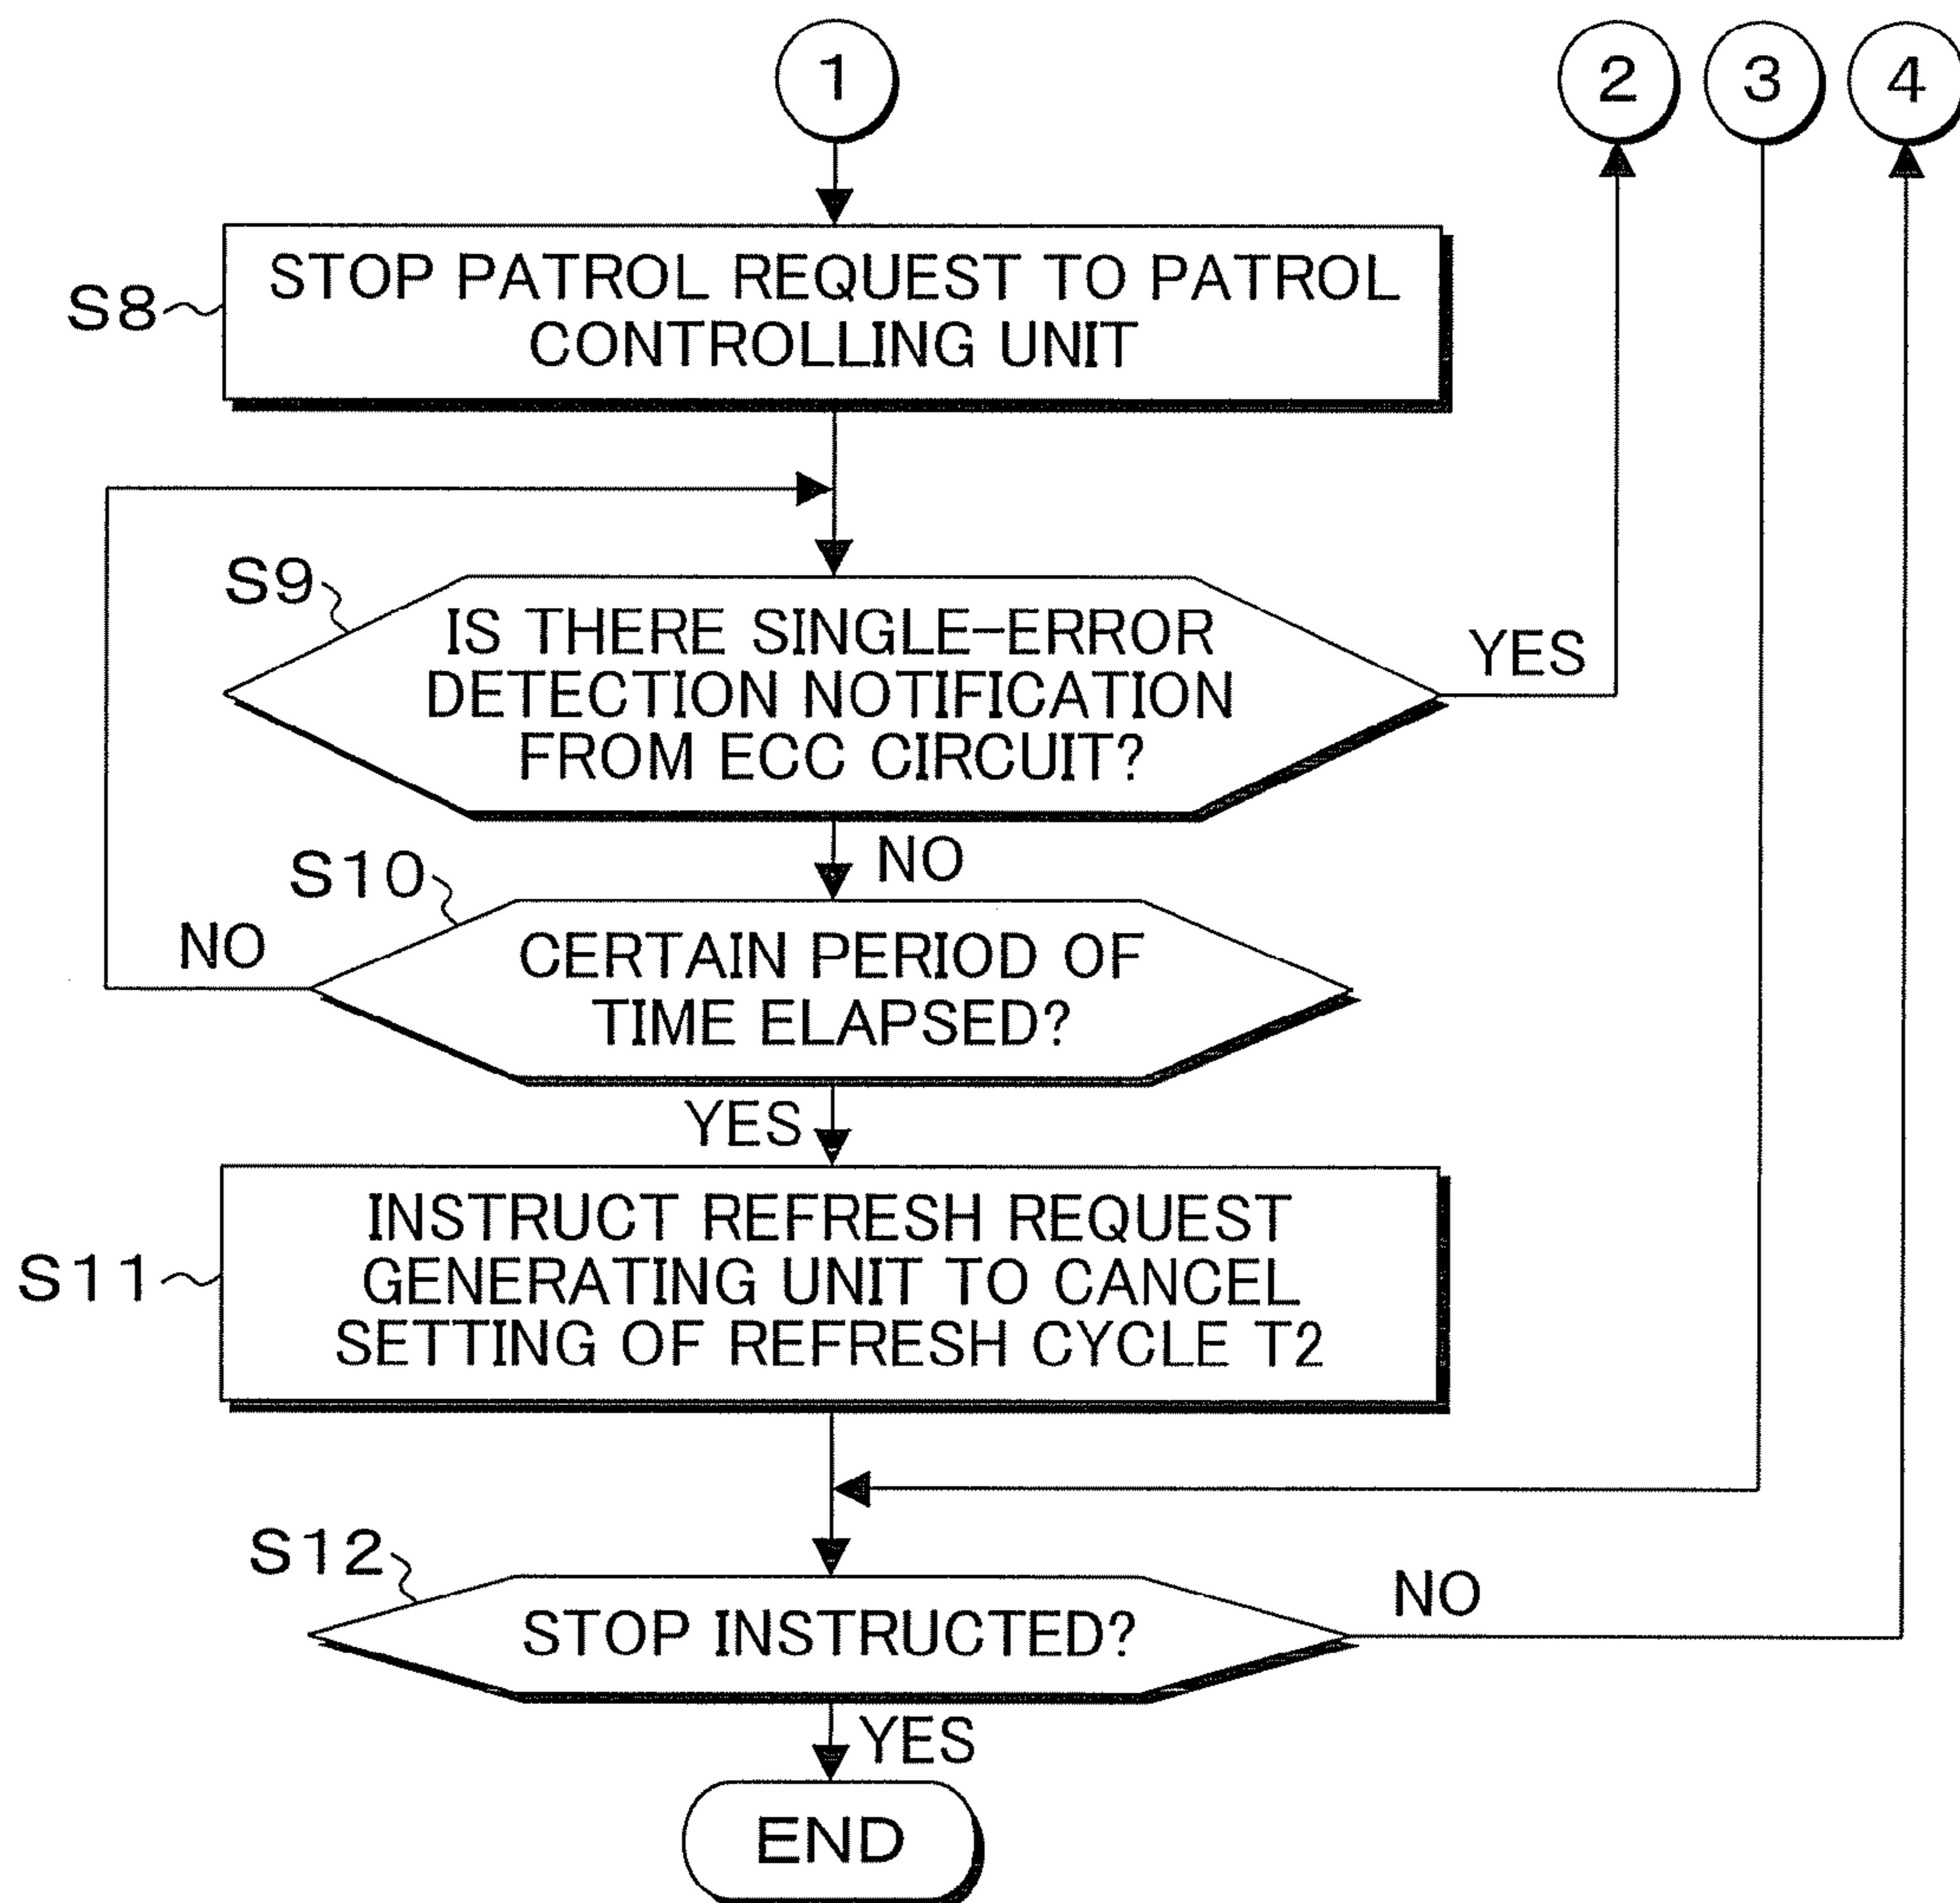 1
2
3
4
S8
STOP PATROL REQUEST TO PATROL
CONTROLLING UNIT
S9
IS THERE SINGLE-ERROR
DETECTION NOTIFICATION
FROM ECC CIRCUIT?
YES
NO
S10
NO
CERTAIN PERIOD OF
TIME ELAPSED?
YES
S11
INSTRUCT REFRESH REQUEST
GENERATING UNIT TO CANCEL
SETTING OF REFRESH CYCLE T2
S12
STOP INSTRUCTED?
NO
YES
END